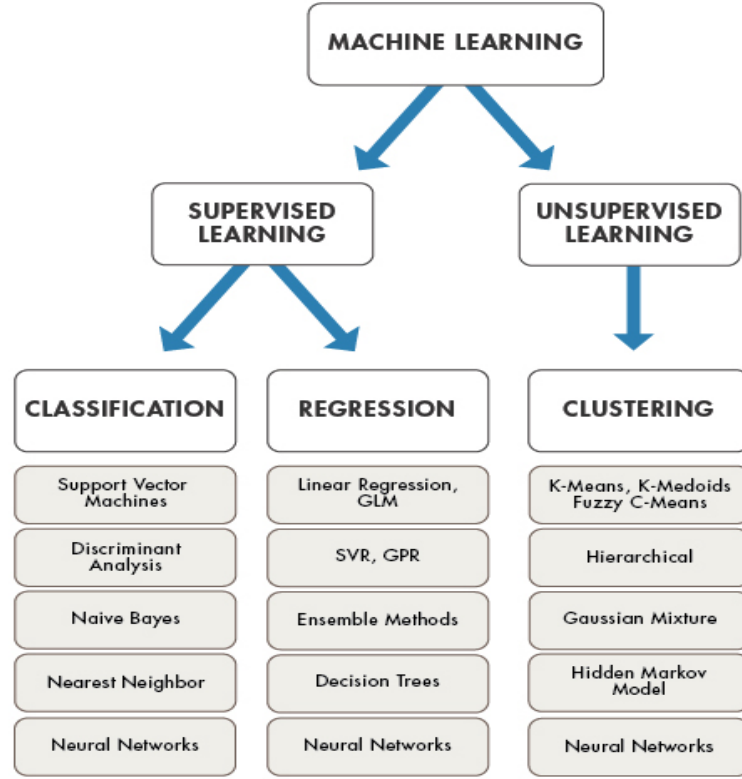 MACHINE LEARNING
SUPERVISED
LEARNING
UNSUPERVISED
LEARNING
CLASSIFICATION
Support Vector
Machines
Discriminant
Analysis
Naive Bayes
Nearest Neighbor
Neural Networks
REGRESSION
Linear Regression,
GLM
SVR, GPR
Ensemble Methods
Decision Trees
Neural Networks
CLUSTERING
K-Means, K-Medoids
Fuzzy C-Means
Hierarchical
Gaussian Mixture
Hidden Markov
Model
Neural Networks